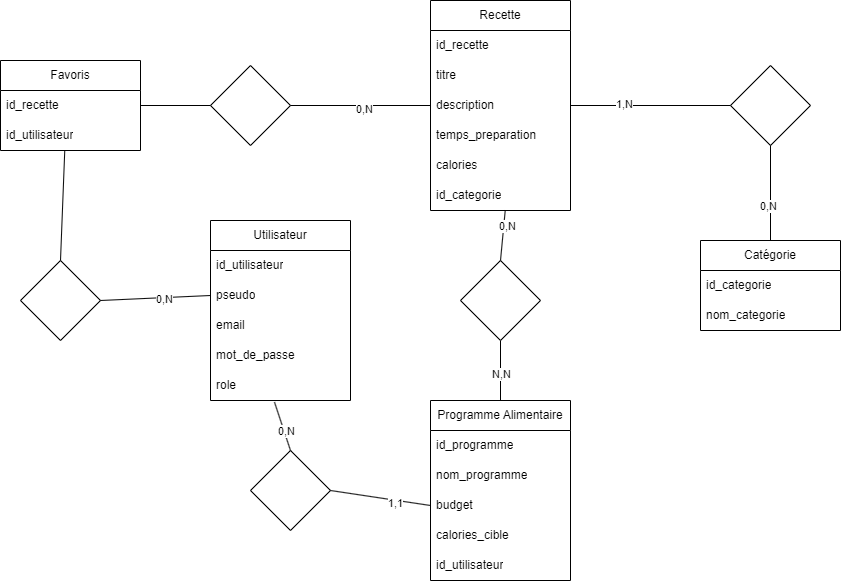 Recette
id_recette
titre
description
temps_preparation
calories
id_categorie
Favoris
id_recette
id_utilisateur
0,N
1,N
0,N
Catégorie
id_categorie
nom_categorie
0,N
Utilisateur
id_utilisateur
pseudo
email
mot_de_passe
role
0,N
0,N
1,1
N,N
Programme Alimentaire
id_programme
nom_programme
budget
calories_cible
id_utilisateur